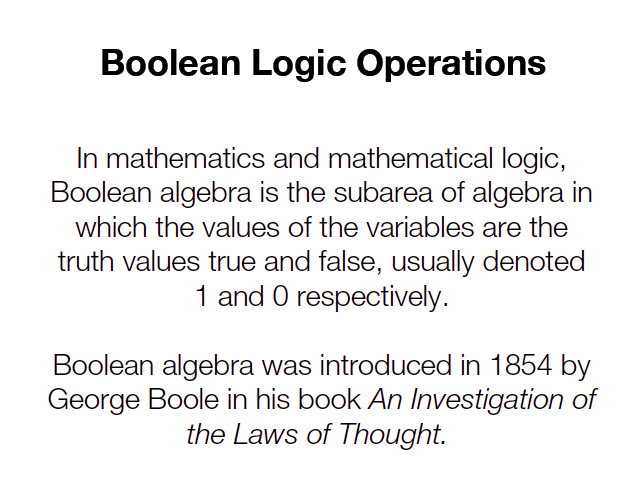 Boolean Logic Operations
In mathematics and mathematical logic,
Boolean algebra is the subarea of algebra in
which the values of the variables are the
truth values true and false, usually denoted
1 and 0 respectively.
Boolean algebra was introduced in 1854 by
George Boole in his book An Investigation of
the Laws of Thought.